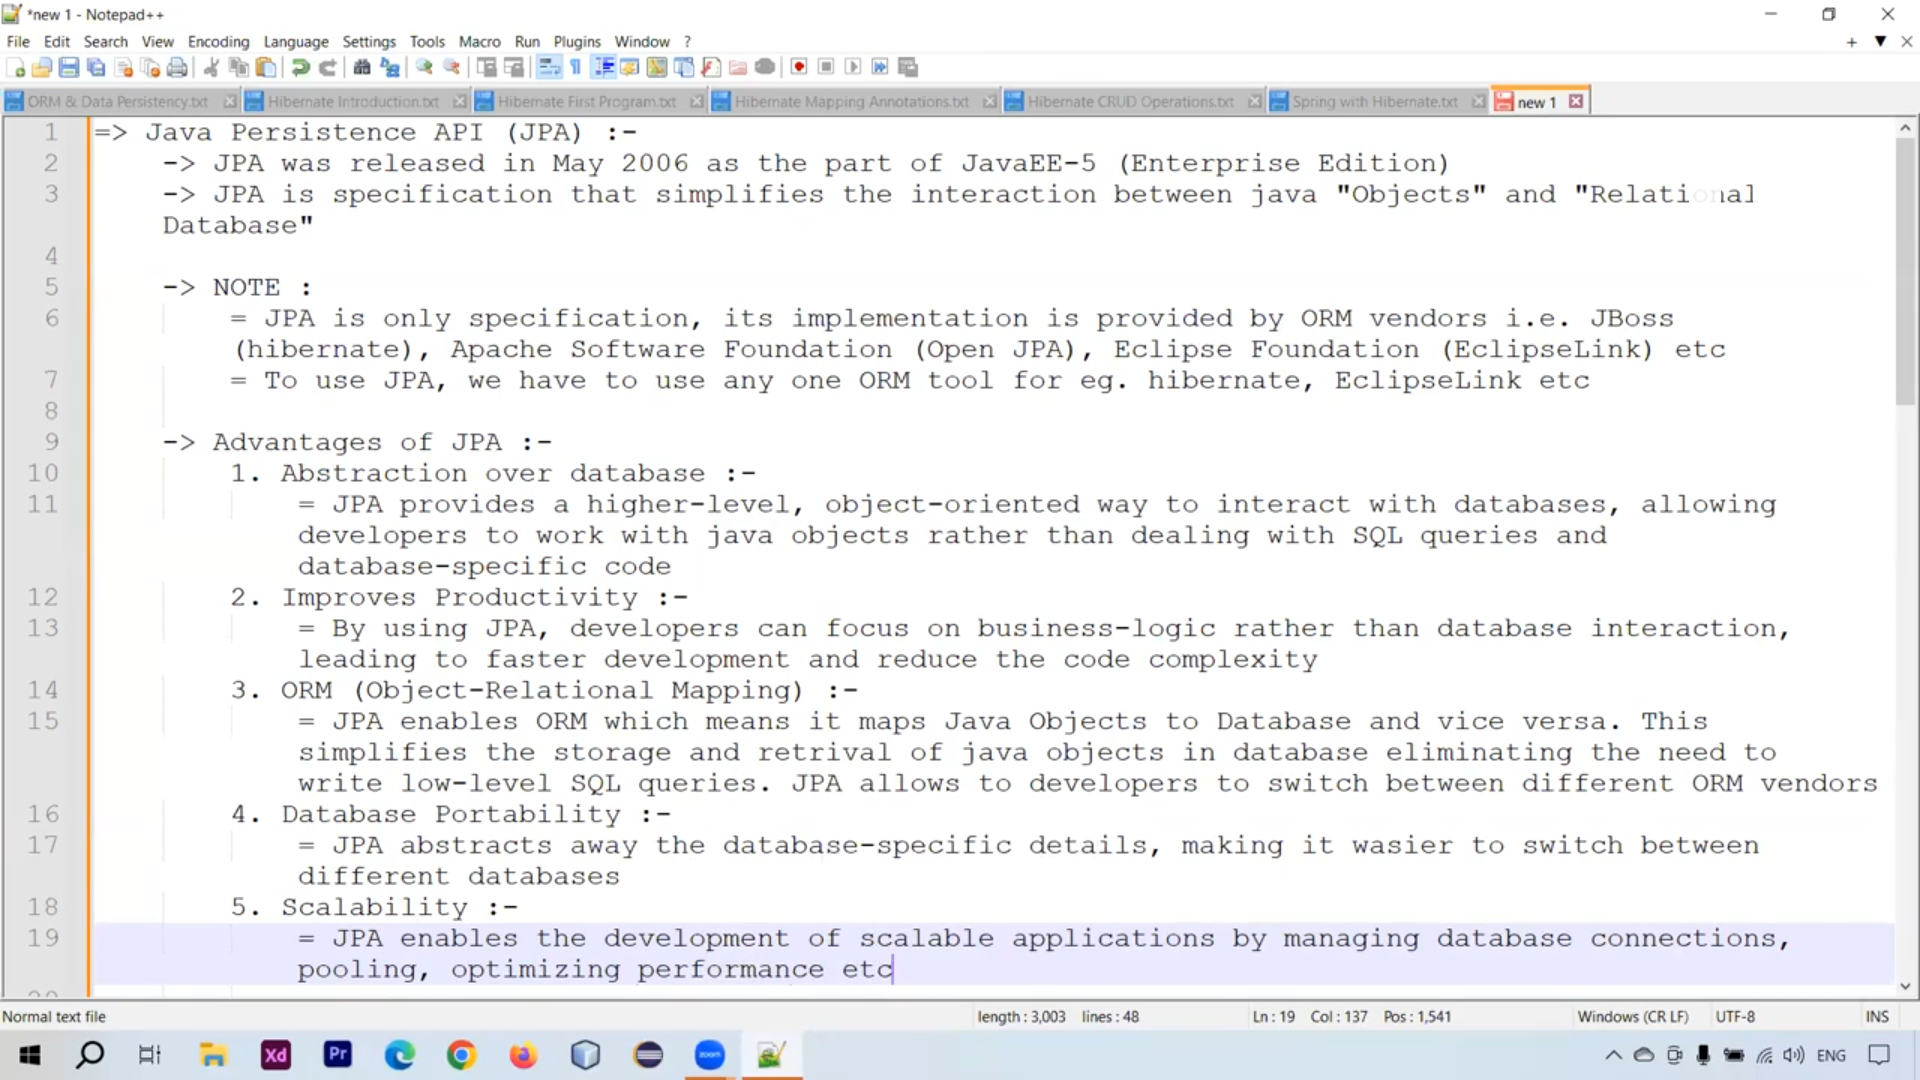 *new 1 - Notepad++
File Edit Search View Encoding Language Settings Tools Macro Run Plugins Window ?
ORM & Data Persistency.txt Hibernate Introduction.txt Hibernate First Program.txt Hibernate Mapping Annotations.txt Hibernate CRUD Operations.txt Spring with Hibernate.txt new 1
1 => Java Persistence API (JPA) :-
2 -> JPA was released in May 2006 as the part of JavaEE-5 (Enterprise Edition)
3 -> JPA is specification that simplifies the interaction between java "Objects" and "Relational
Database"
4
5 -> NOTE :
6 = JPA is only specification, its implementation is provided by ORM vendors i.e. JBoss
(hibernate), Apache Software Foundation (Open JPA), Eclipse Foundation (EclipseLink) etc
7 = To use JPA, we have to use any one ORM tool for eg. hibernate, EclipseLink etc
8
9 -> Advantages of JPA :-
10 1. Abstraction over database :-
11 = JPA provides a higher-level, object-oriented way to interact with databases, allowing
developers to work with java objects rather than dealing with SQL queries and
database-specific code
12 2. Improves Productivity :-
13 = By using JPA, developers can focus on business-logic rather than database interaction,
leading to faster development and reduce the code complexity
14 3. ORM (Object-Relational Mapping) :-
15 = JPA enables ORM which means it maps Java Objects to Database and vice versa. This
simplifies the storage and retrival of java objects in database eliminating the need to
write low-level SQL queries. JPA allows to developers to switch between different ORM vendors
16 4. Database Portability :-
17 = JPA abstracts away the database-specific details, making it wasier to switch between
different databases
18 5. Scalability :-
19 = JPA enables the development of scalable applications by managing database connections,
pooling, optimizing performance etc
20
Normal text file length : 3,003 lines : 48 Ln : 19 Col : 137 Pos : 1,541 Windows (CR LF) UTF-8 INS
Xd Pr zoom ENG